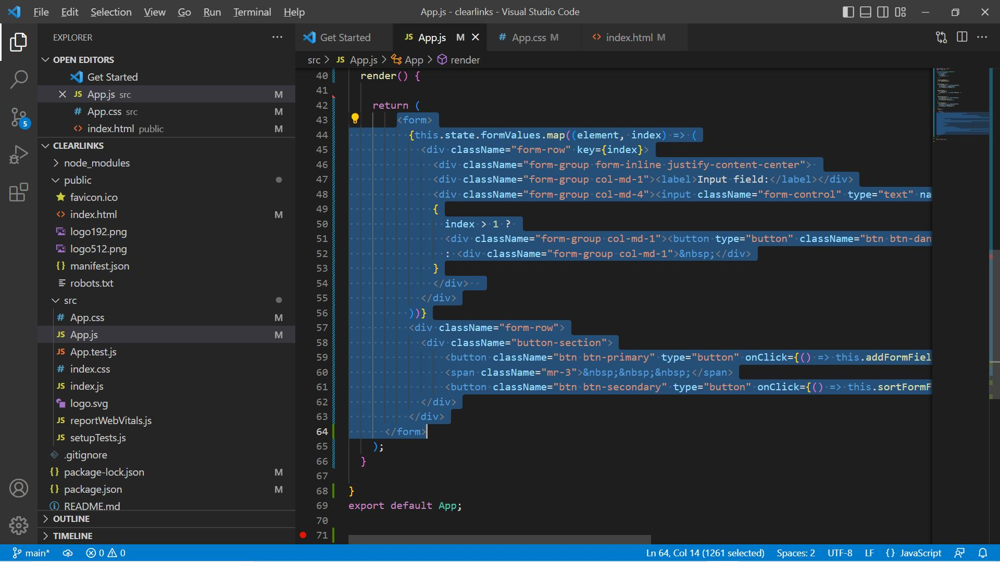 File Edit Selection View Go Run Terminal Help App.js - clearlinks - Visual Studio Code
EXPLORER
OPEN EDITORS
Get Started
JS App.js src M
# App.css src M
<> index.html public M
CLEARLINKS
node_modules
public
favicon.ico
<> index.html M
logo192.png
logo512.png
{} manifest.json
robots.txt
src
# App.css M
JS App.js M
JS App.test.js
# index.css
JS index.js
logo.svg
JS reportWebVitals.js
JS setupTests.js
.gitignore
{} package-lock.json M
{} package.json M
README.md
OUTLINE
TIMELINE
5
Get Started JS App.js M # App.css M <> index.html M
src > JS App.js > App > render
40 render() {
41
42 return (
43 <form>
44 {this.state.formValues.map((element, index) => (
45 <div className="form-row" key={index}>
46 <div className="form-group form-inline justify-content-center">
47 <div className="form-group col-md-1"><label>Input field:</label></div>
48 <div className="form-group col-md-4"><input className="form-control" type="text" na
49 {
50 index > 1 ?
51 <div className="form-group col-md-1"><button type="button" className="btn btn-dan
52 : <div className="form-group col-md-1">&nbsp;</div>
53 }
54 </div>
55 </div>
56 ))}
57 <div className="form-row">
58 <div className="button-section">
59 <button className="btn btn-primary" type="button" onClick={() => this.addFormFiel
60 <span className="mr-3">&nbsp;&nbsp;&nbsp;</span>
61 <button className="btn btn-secondary" type="button" onClick={() => this.sortFormF
62 </div>
63 </div>
64 </form>
65 );
66 }
67
68 }
69 export default App;
70
71
main* 0 0 Ln 64, Col 14 (1261 selected) Spaces: 2 UTF-8 LF {} JavaScript